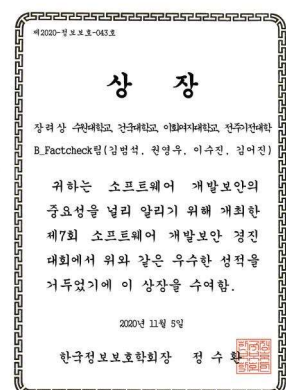 제2020-정보보호-043호
상 장
장려상 수원대학교, 건국대학교, 이화여자대학교, 전주기전대학
B_Factcheck팀(김범석, 원영우, 이수진, 김어진)
귀하는 소프트웨어 개발보안의
중요성을 널리 알리기 위해 개최한
제7회 소프트웨어 개발보안 경진
대회에서 위와 같은 우수한 성적을
거두었기에 이 상장을 수여함.
2020년 11월 5일
한국정보보호학회장 정 수 환